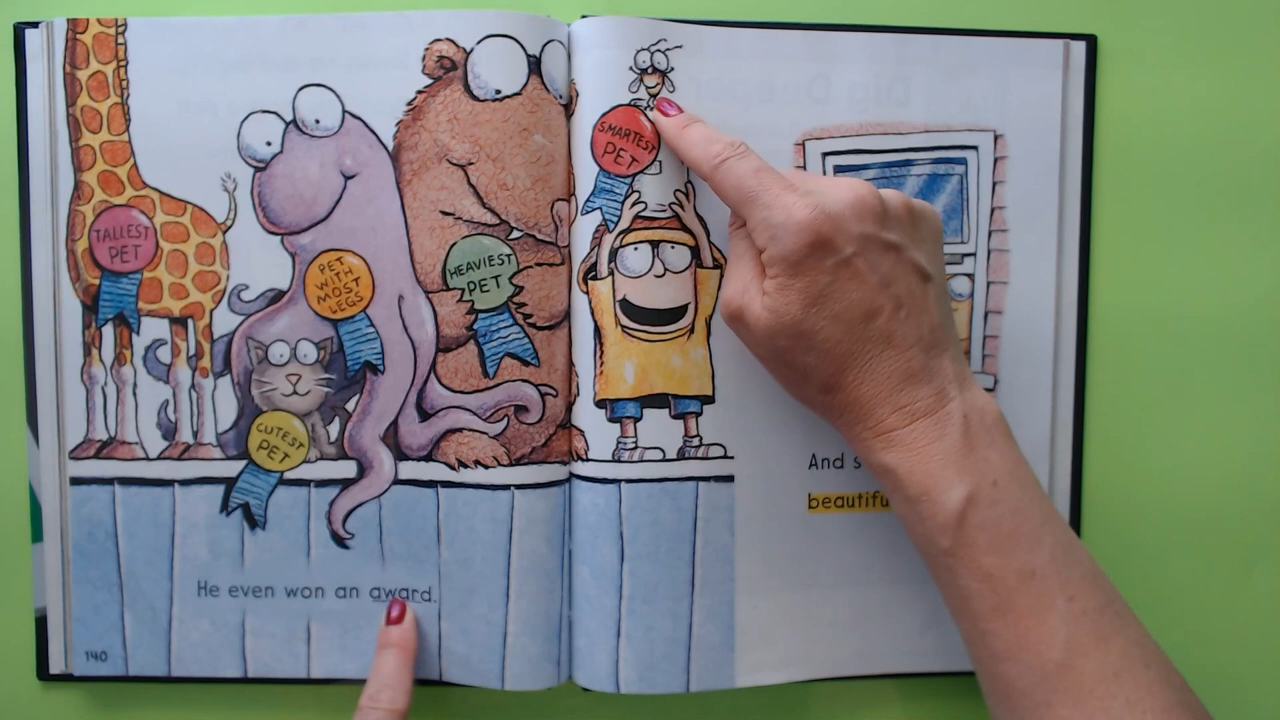 TALLEST
PET
PET
WITH
MOST
LEGS
HEAVIEST
PET
CUTEST
PET
He even won an award.
140
SMARTEST
PET
And s
beautifu